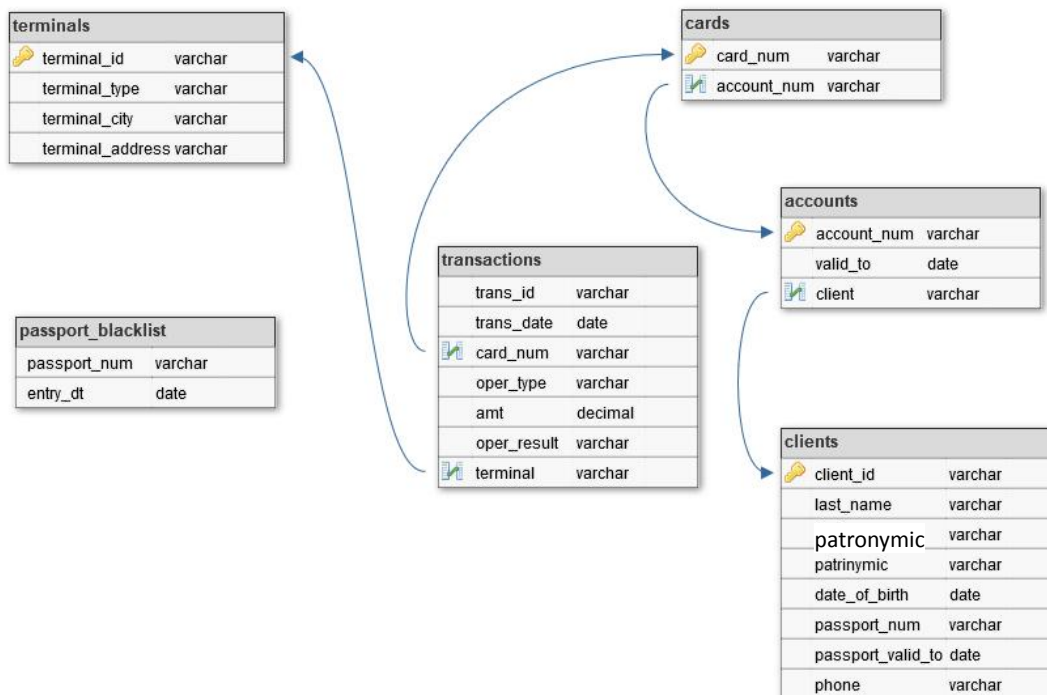 terminals
terminal_id varchar
terminal_type varchar
terminal_city varchar
terminal_address varchar
cards
card_num varchar
account_num varchar
accounts
account_num varchar
valid_to date
client varchar
transactions
trans_id varchar
trans_date date
card_num varchar
oper_type varchar
amt decimal
oper_result varchar
terminal varchar
passport_blacklist
passport_num varchar
entry_dt date
clients
client_id varchar
last_name varchar
patronymic varchar
patrinymic varchar
date_of_birth date
passport_num varchar
passport_valid_to date
phone varchar